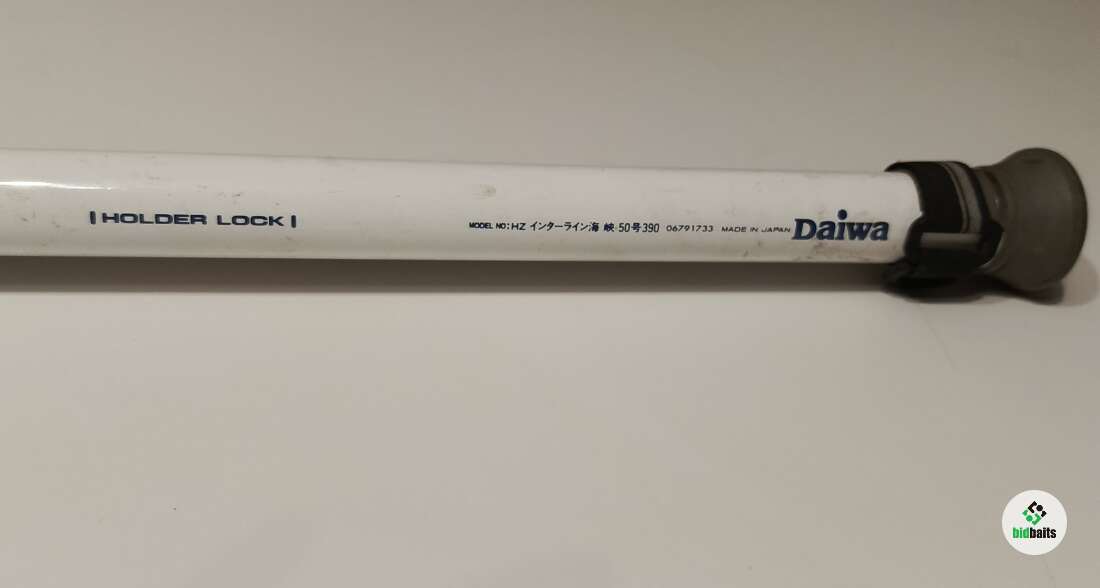 |HOLDER LOCK|
MODEL NO:HZ インターライン海 峡-50号390 06791733 MADE IN JAPAN Daiwa
bidbaits